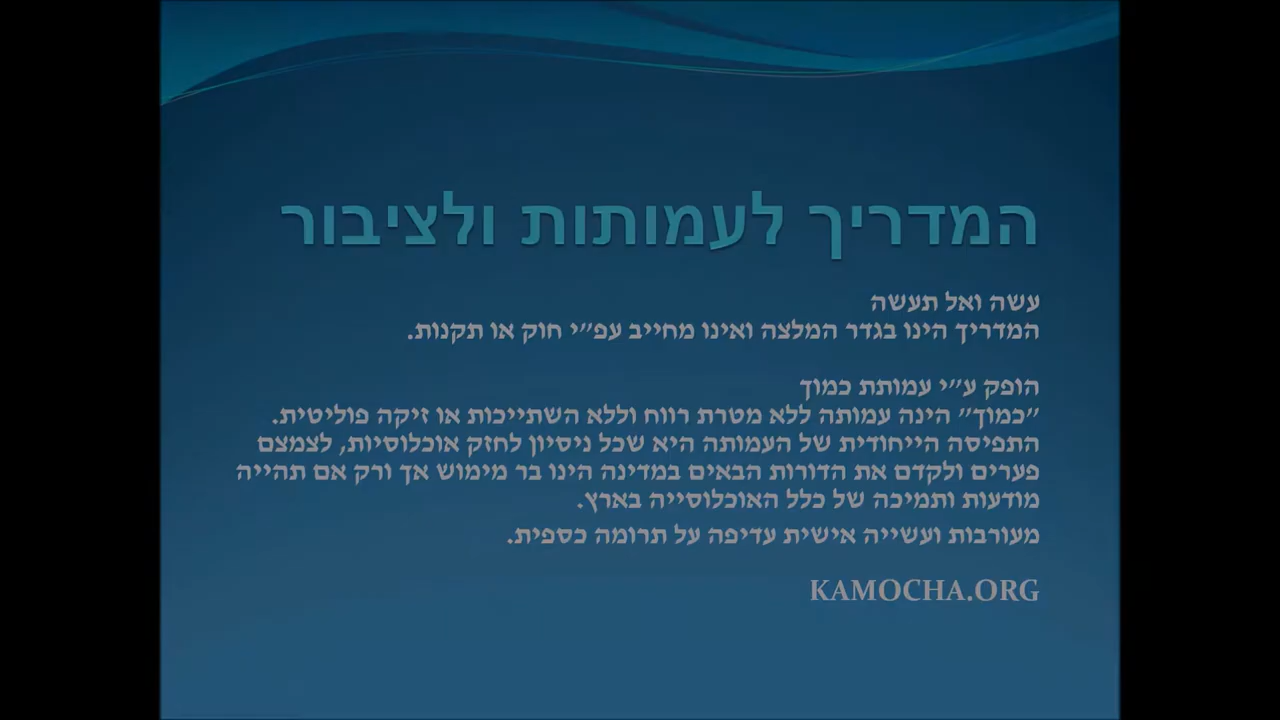 המדריך לעמותות ולציבור
עשה ואל תעשה
המדריך הינו בגדר המלצה ואינו מחייב עפ״י חוק או תקנות.
הופק ע״י עמותת כמוך
״כמוך״ הינה עמותה ללא מטרת רווח וללא השתייכות או זיקה פוליטית.
התפיסה הייחודית של העמותה היא שכל ניסיון לחזק אוכלוסיות, לצמצם
פערים ולקדם את הדורות הבאים במדינה הינו בר מימוש אך ורק אם תהייה
מודעות ותמיכה של כלל האוכלוסייה בארץ.
מעורבות ועשייה אישית עדיפה על תרומה כספית.
KAMOCHA.ORG